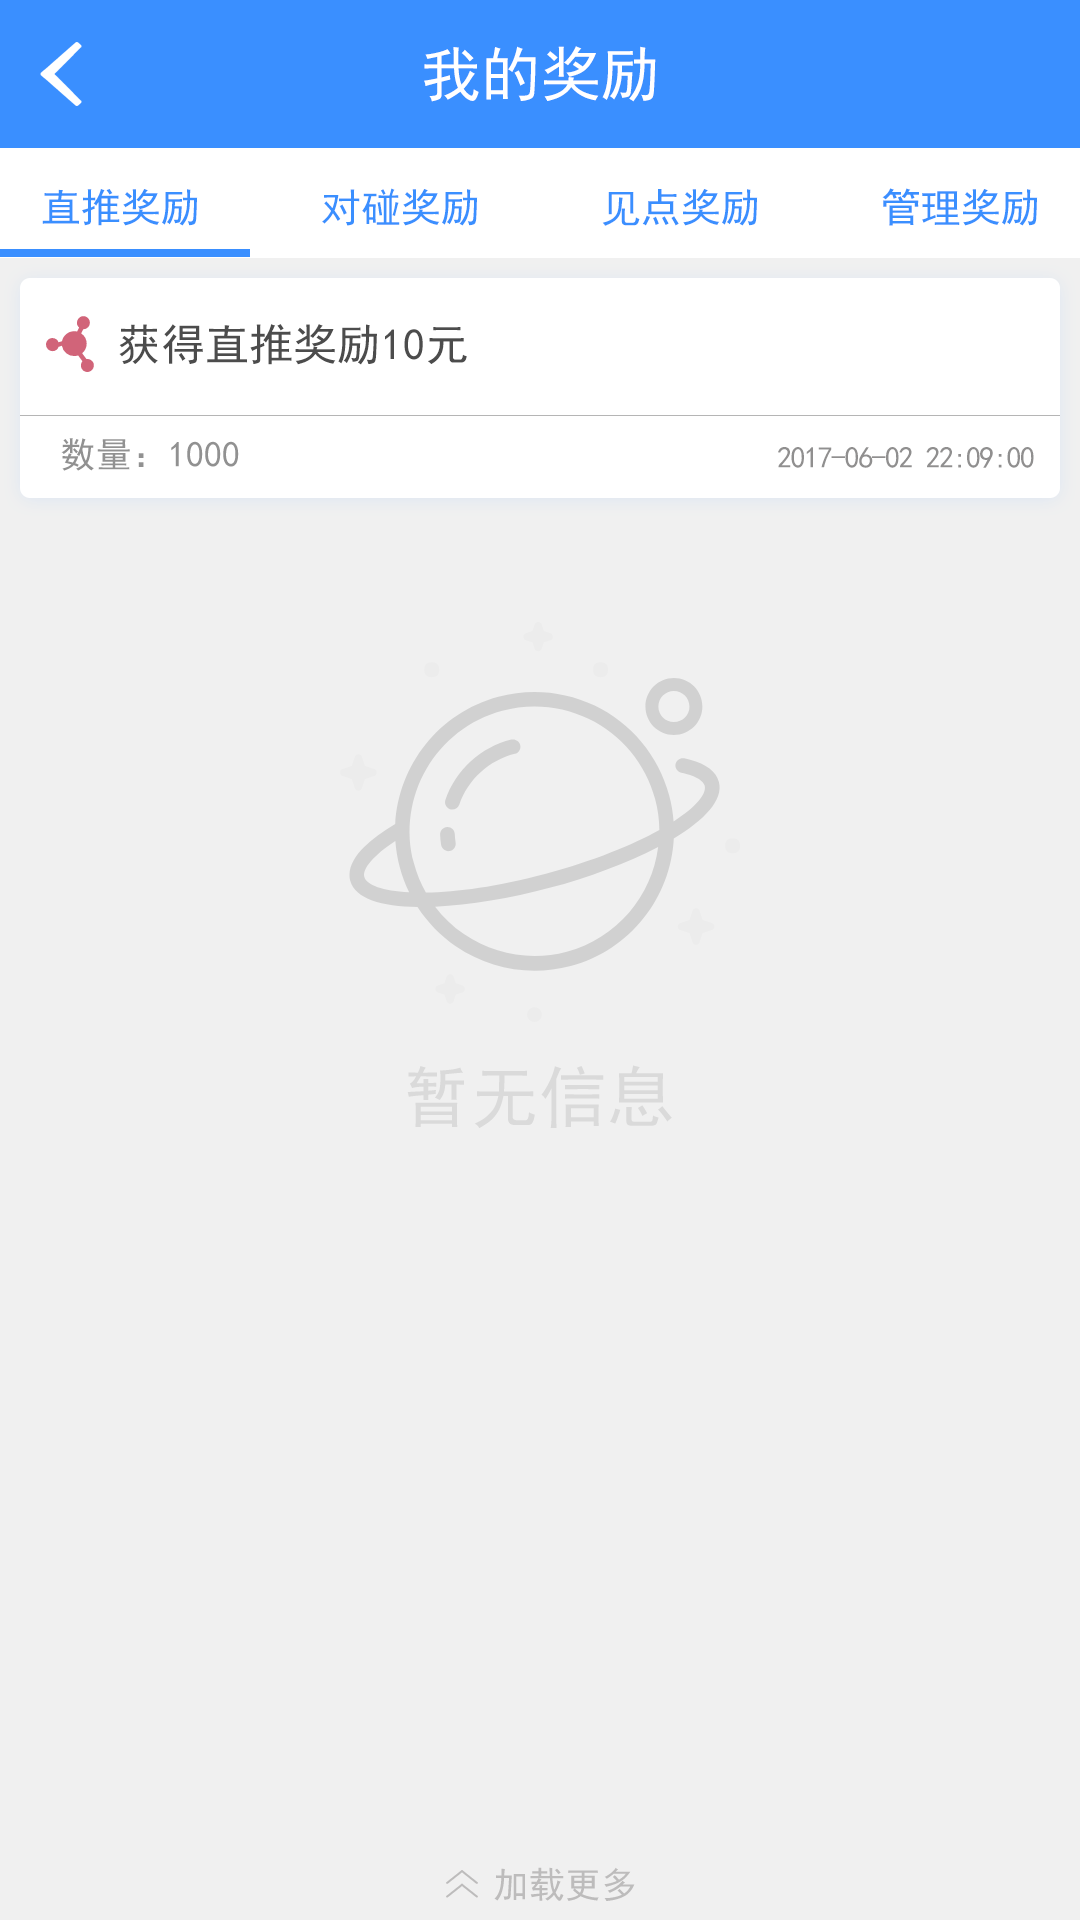 我的奖励
直推奖励 对碰奖励 见点奖励 管理奖励
获得直推奖励10元
数量：1000 2017-06-02 22:09:00
暂无信息
加载更多